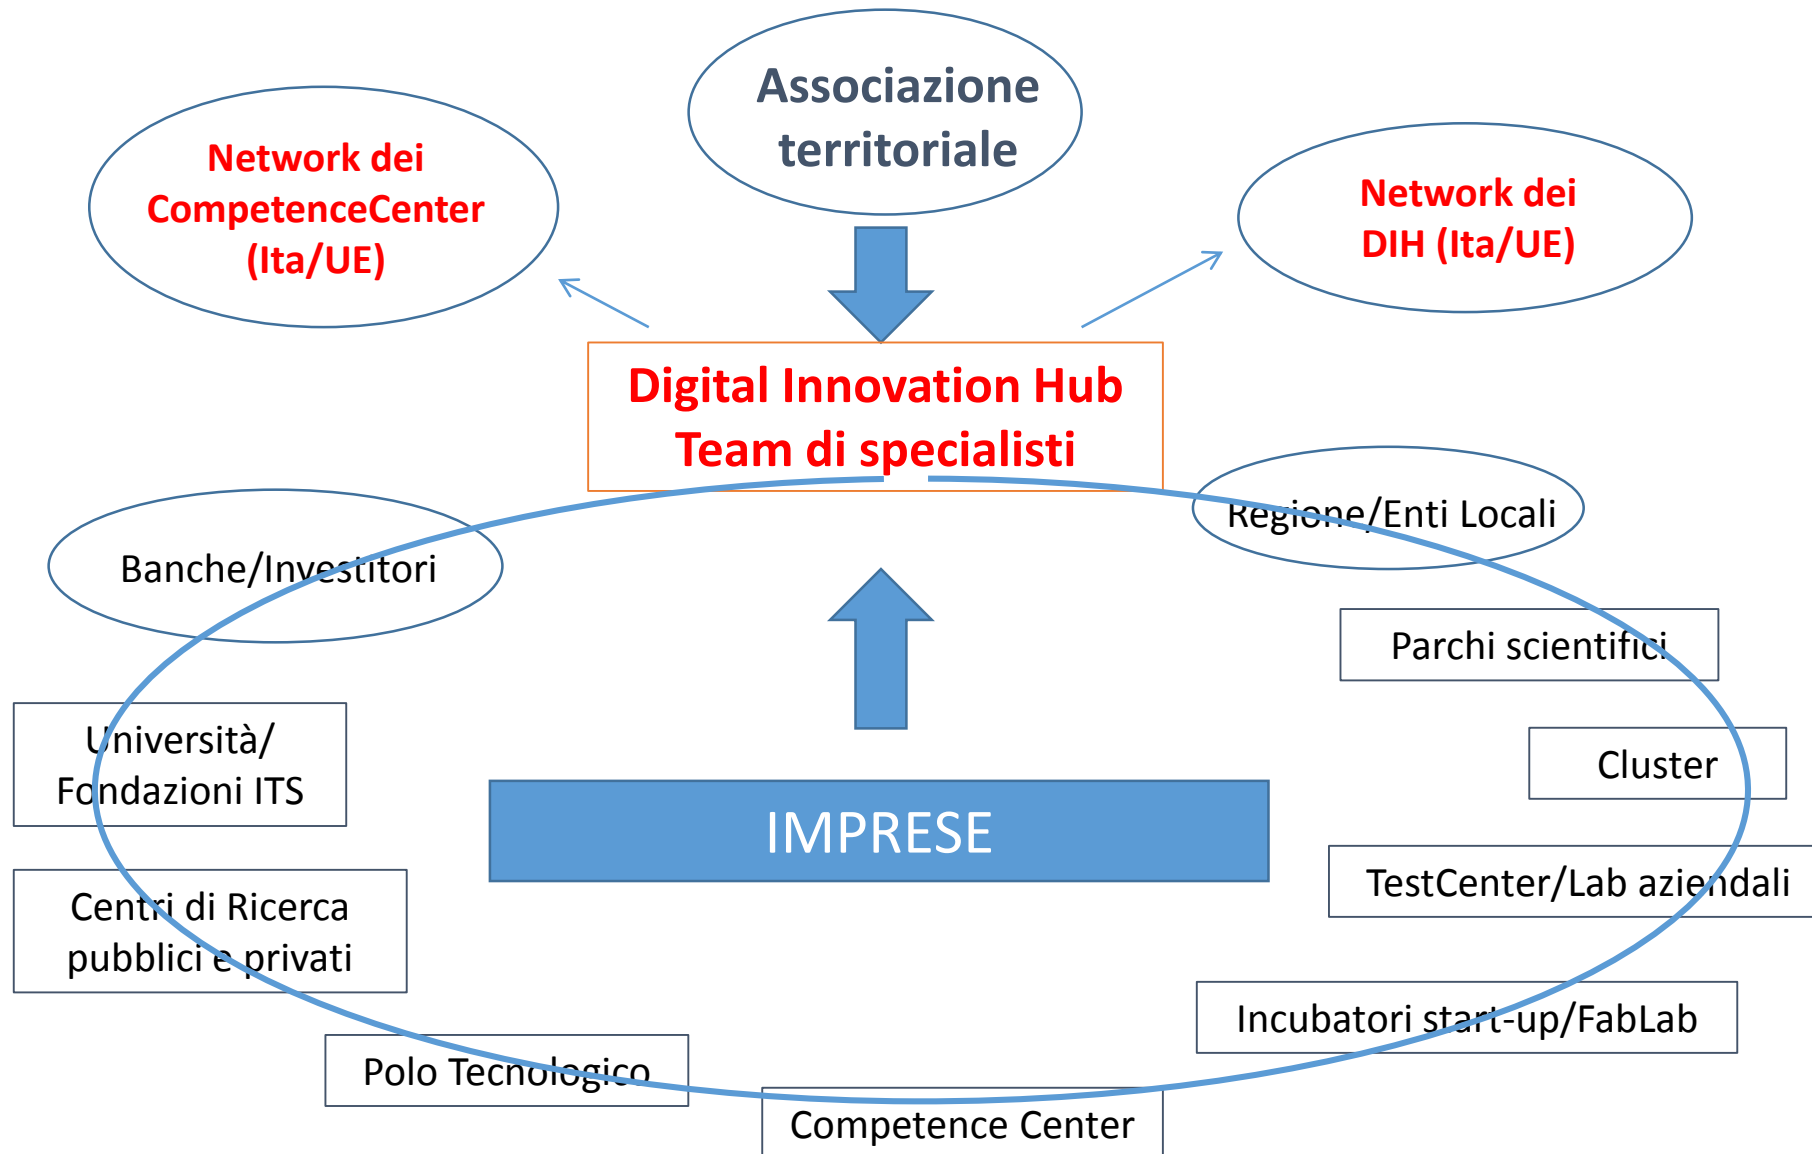 Associazione
territoriale
Network dei
CompetenceCenter
(Ita/UE)
Network dei
DIH (Ita/UE)
Digital Innovation Hub
Team di specialisti
Regione/Enti Locali
Banche/Investitori
Parchi scientifici
Università/
Fondazioni ITS
Cluster
IMPRESE
TestCenter/Lab aziendali
Centri di Ricerca
pubblici e privati
Incubatori start-up/FabLab
Polo Tecnologico
Competence Center